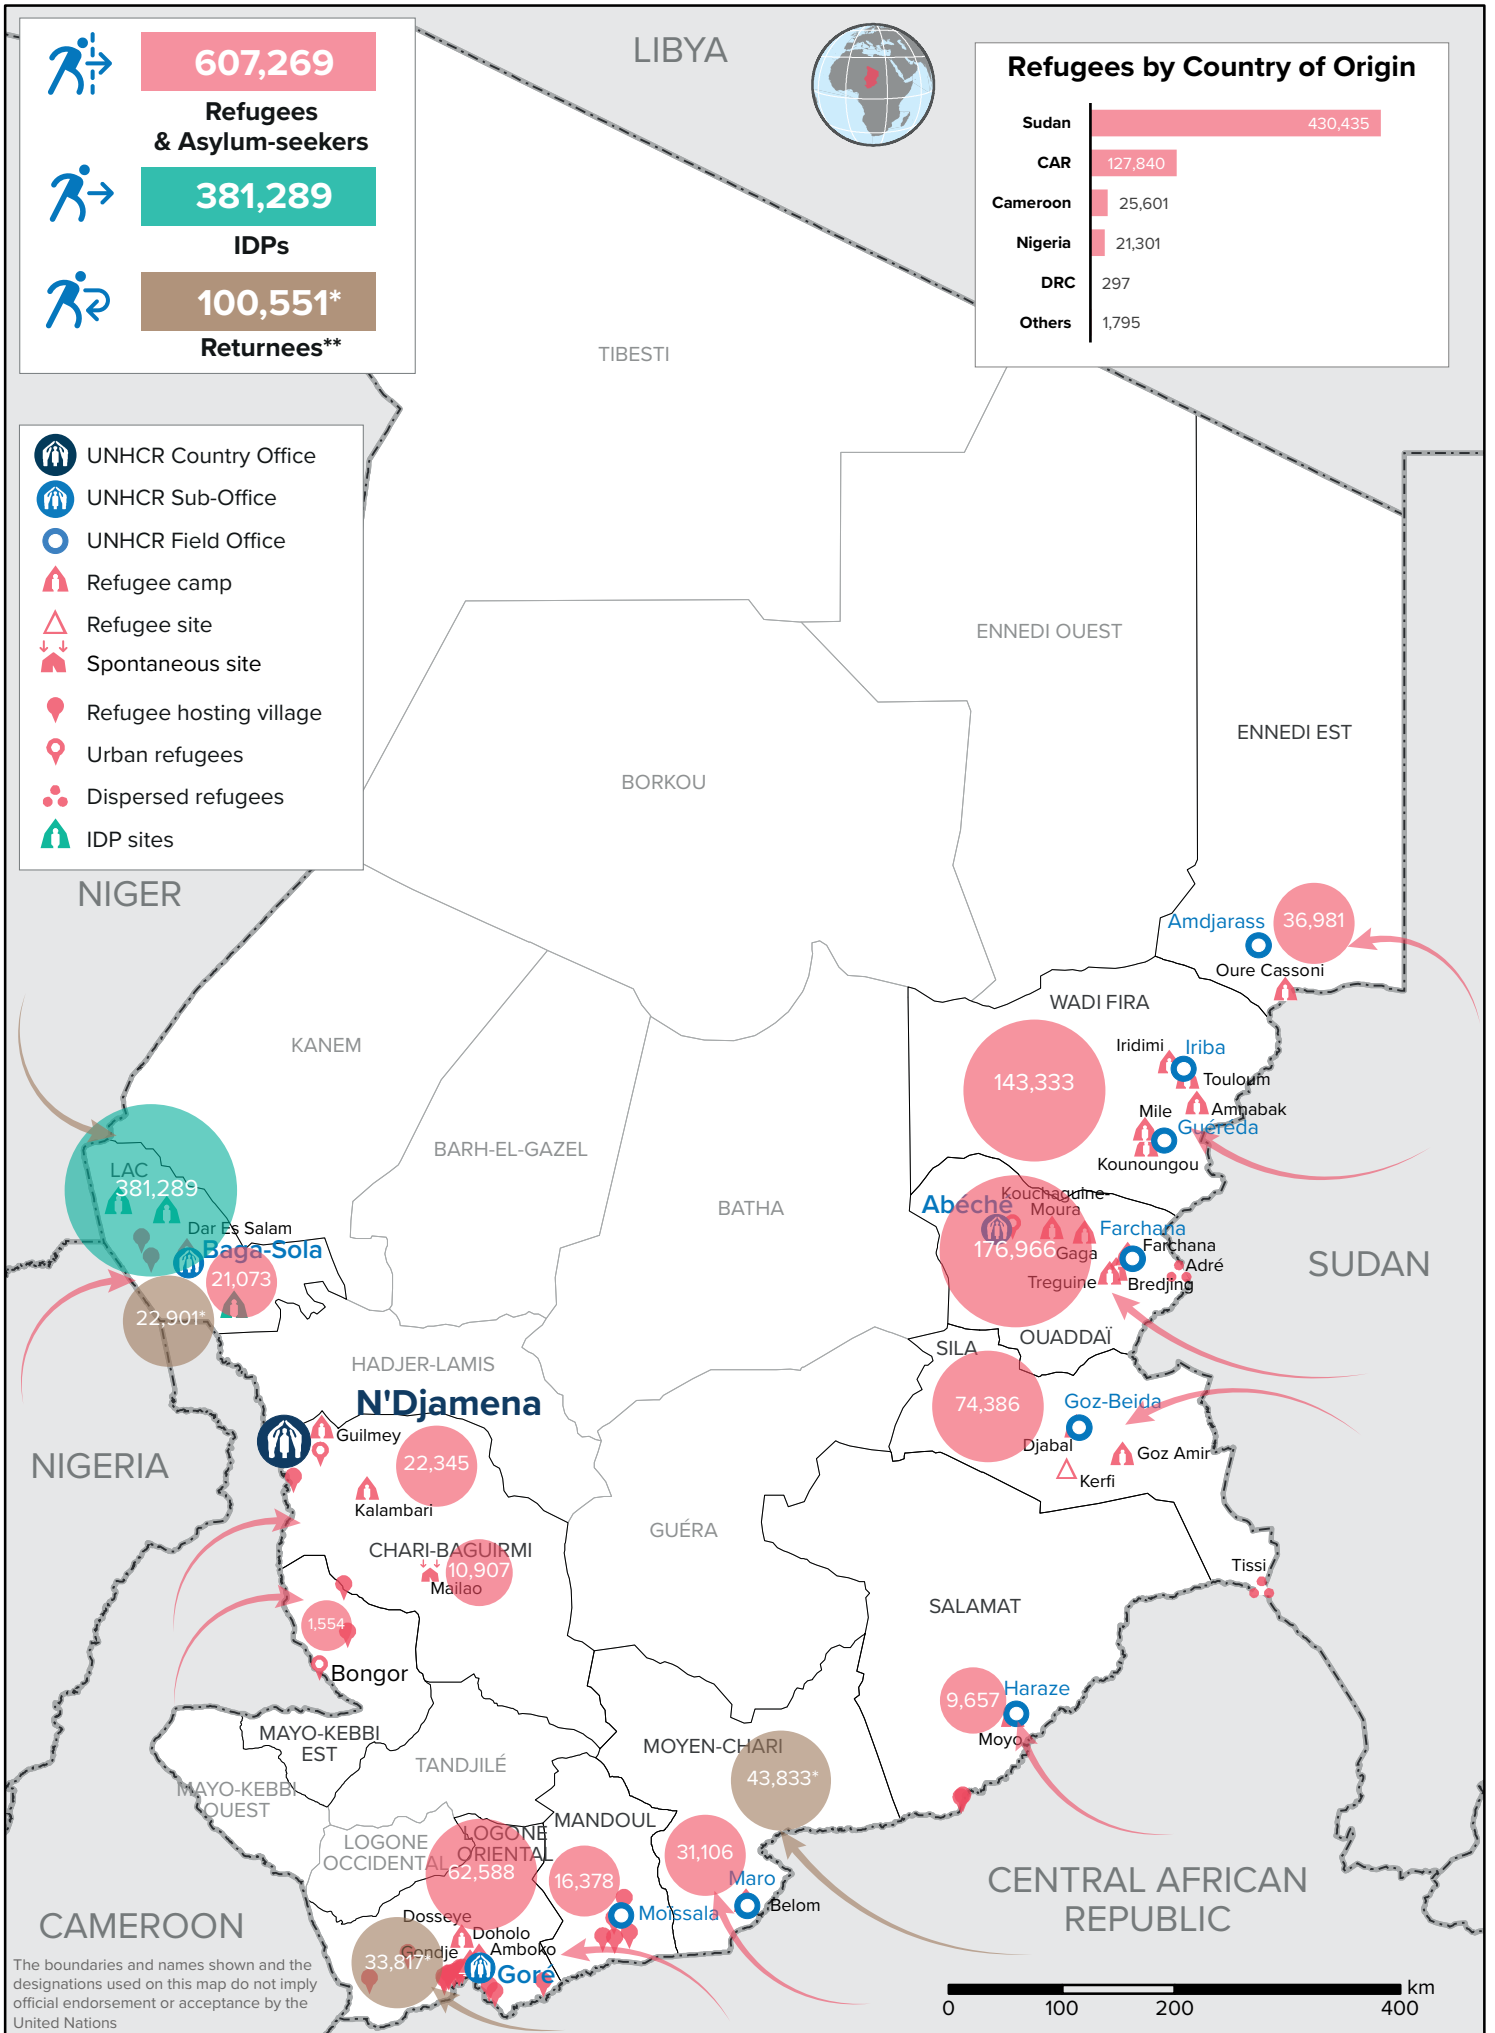 607,269
Refugees
& Asylum-seekers
381,289
IDPs
100,551*
Returnees**
LIBYA
Refugees by Country of Origin
Sudan 430,435
CAR 127,840
Cameroon 25,601
Nigeria 21,301
DRC 297
Others 1,795
UNHCR Country Office
UNHCR Sub-Office
UNHCR Field Office
Refugee camp
Refugee site
Spontaneous site
Refugee hosting village
Urban refugees
Dispersed refugees
IDP sites
TIBESTI
ENNEDI OUEST
ENNEDI EST
BORKOU
NIGER
Amdjarass
36,981
Oure Cassoni
WADI FIRA
KANEM
Iridimi
Iriba
143,333
Touloum
Amnabak
Mile
Guéréda
Kounoungou
BARH-EL-GAZEL
LAC
381,289
BATHA
Kouchaguine-
Moura
Abéché
Dar Es Salam
Baga-Sola
Farchana
176,966
Gaga
Farchana
Adré
SUDAN
21,073
Treguine
Bredjing
22,901*
OUADDAÏ
SILA
HADJER-LAMIS
N'Djamena
74,386
Goz-Beida
Guilmey
Djabal
Goz Amir
NIGERIA
22,345
Kerfi
Kalambari
GUÉRA
CHARI-BAGUIRMI
10,907
Mailao
Tissi
SALAMAT
1,554
Bongor
Haraze
9,657
Moyo
MAYO-KEBBI
EST
MOYEN-CHARI
TANDJILÉ
43,833*
MAYO-KEBBI
OUEST
MANDOUL
LOGONE
ORIENTAL
LOGONE
OCCIDENTAL
62,588
16,378
31,106
Maro
Belom
CENTRAL AFRICAN
REPUBLIC
Dosseye
Moïssala
CAMEROON
Doholo
Amboko
Gondje
33,817*
Goré
The boundaries and names shown and the
designations used on this map do not imply
official endorsement or acceptance by the
United Nations
km
0 100 200 400